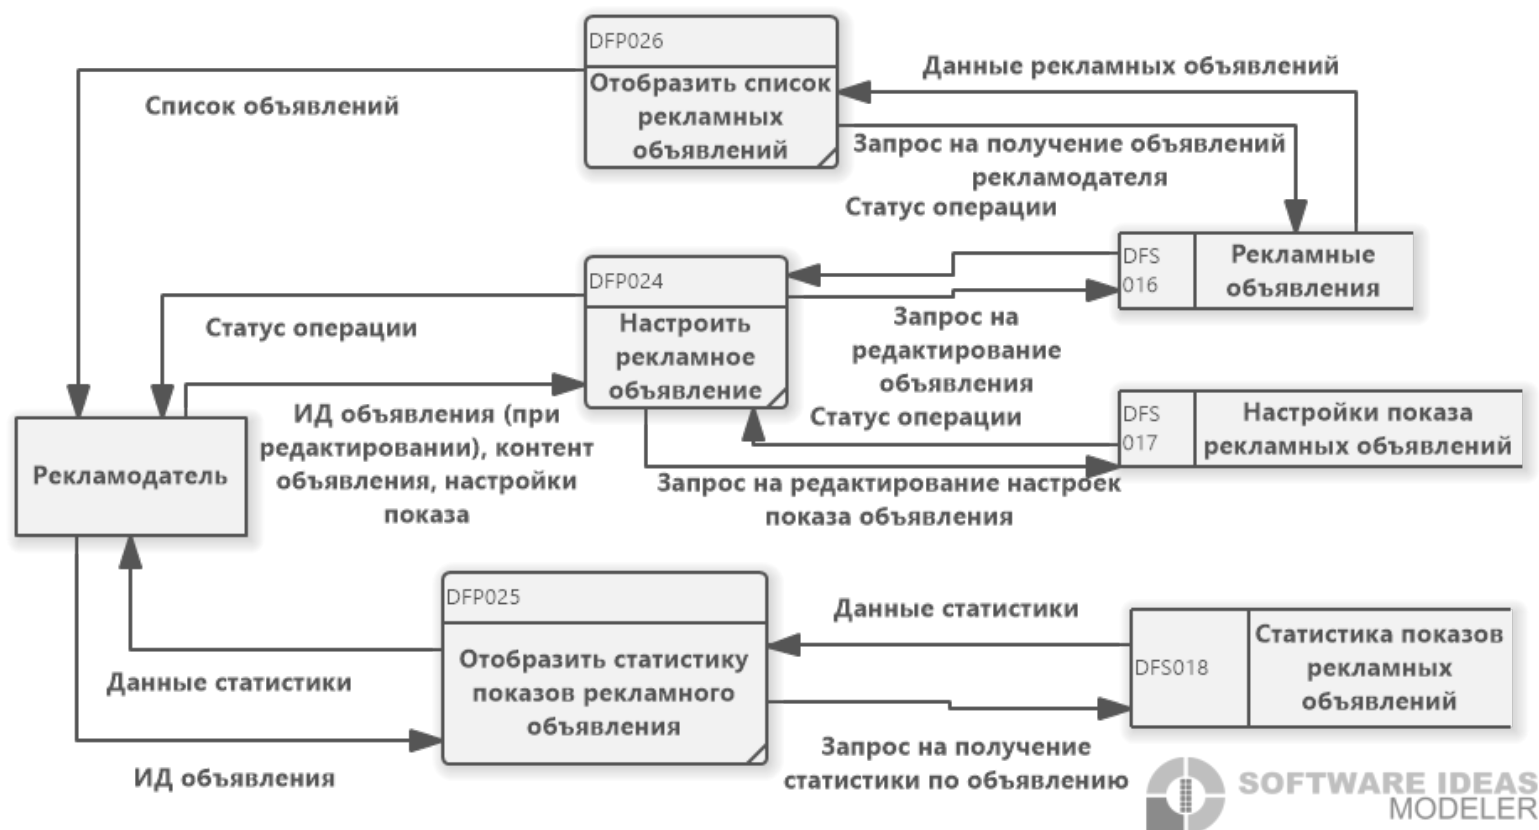 DFP026
Отобразить список
рекламных
объявлений
Данные рекламных объявлений
Список объявлений
Запрос на получение объявлений
рекламодателя
Статус операции
DFS
016
Рекламные
объявления
DFP024
Настроить
рекламное
объявление
Статус операции
Запрос на
редактирование
объявления
ИД объявления (при
редактировании), контент
объявления, настройки
показа
Статус операции
DFS
017
Настройки показа
рекламных объявлений
Рекламодатель
Запрос на редактирование настроек
показа объявления
DFP025
Отобразить статистику
показов рекламного
объявления
Данные статистики
DFS018
Статистика показов
рекламных
объявлений
Данные статистики
ИД объявления
Запрос на получение
статистики по объявлению
SOFTWARE IDEAS
MODELER